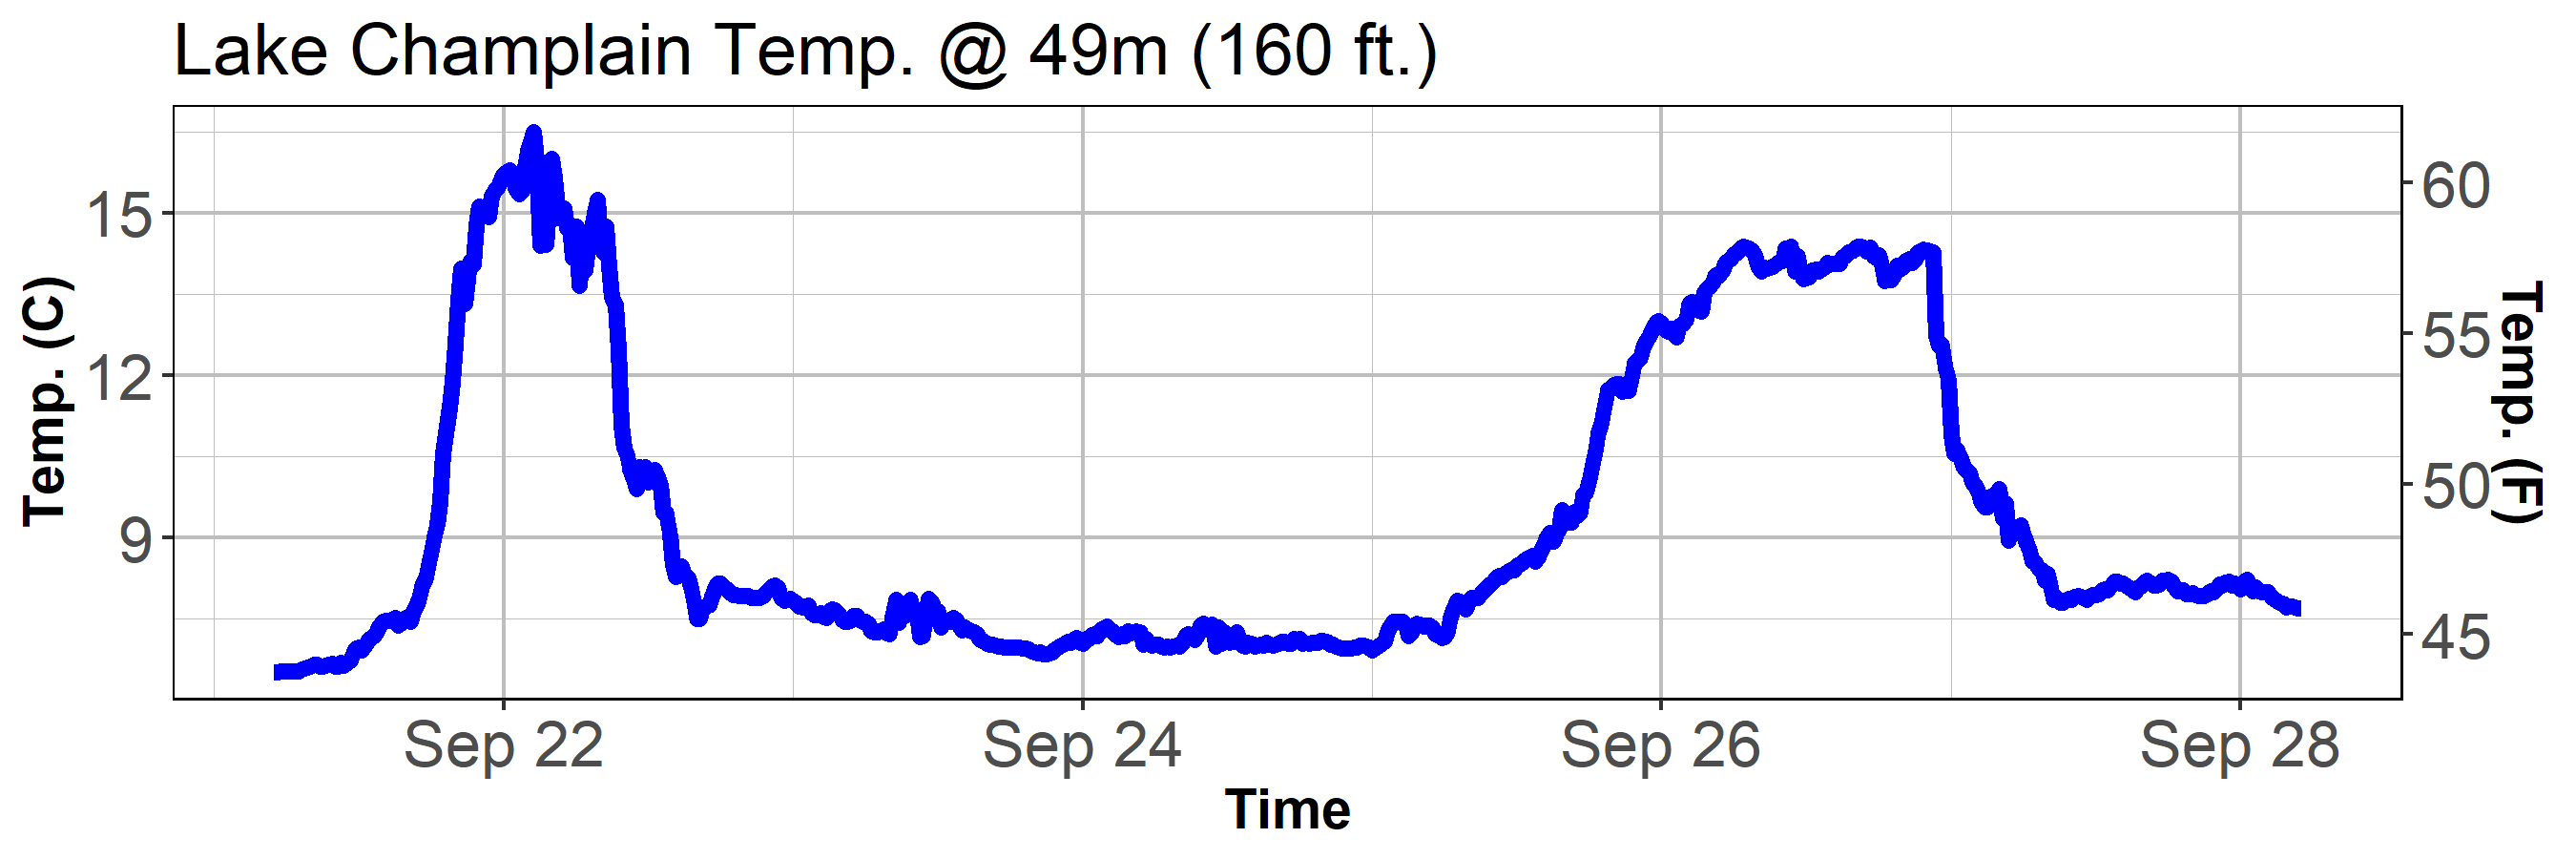 Lake Champlain Temp. @ 49m (160 ft.)
Temp. (C)
15
12
9
60
55
50
45
Temp. (F)
Sep 22 Sep 24 Sep 26 Sep 28
Time